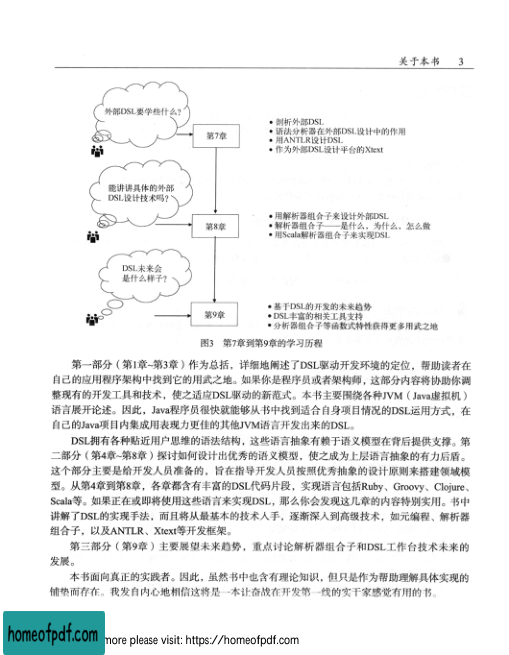 关于本书 3
外部DSL要学些什么?
第7章
• 剖析外部DSL
• 语法分析器在外部DSL设计中的作用
• 用ANTLR设计DSL
• 作为外部DSL设计平台的Xtext
能讲讲具体的外部
DSL设计技术吗?
第8章
• 用解析器组合子来设计外部DSL
• 解析器组合子——是什么,为什么,怎么做
• 用Scala解析器组合子来实现DSL
DSL未来会
是什么样子?
第9章
• 基于DSL的开发的未来趋势
• DSL丰富的相关工具支持
• 分析器组合子等函数式特性获得更多用武之地
图3 第7章到第9章的学习历程
第一部分(第1章~第3章)作为总括,详细地阐述了DSL驱动开发环境的定位,帮助读者在
自己的应用程序架构中找到它的用武之地。如果你是程序员或者架构师,这部分内容将协助你调
整现有的开发工具和技术,使之适应DSL驱动的新范式。本书主要围绕各种JVM(Java虚拟机)
语言展开论述。因此,Java程序员很快就能够从书中找到适合自身项目情况的DSL运用方式,在
自己的Java项目内集成用表现力更佳的其他JVM语言开发出来的DSL。
DSL拥有各种贴近用户思维的语法结构,这些语言抽象有赖于语义模型在背后提供支撑。第
二部分(第4章~第8章)探讨如何设计出优秀的语义模型,使之成为上层语言抽象的有力后盾。
这个部分主要是给开发人员准备的,旨在指导开发人员按照优秀抽象的设计原则来搭建领域模
型。从第4章到第8章,各章都含有丰富的DSL代码片段,实现语言包括Ruby、Groovy、Clojure、
Scala等。如果正在或即将使用这些语言来实现DSL,那么你会发现这几章的内容特别实用。书中
讲解了DSL的实现手法,而且将从最基本的技术入手,逐渐深入到高级技术,如元编程、解析器
组合子,以及ANTLR、Xtext等开发框架。
第三部分(第9章)主要展望未来趋势,重点讨论解析器组合子和DSL工作台技术未来的
发展。
本书面向真正的实践者。因此,虽然书中也含有理论知识,但只是作为帮助理解具体实现的
铺垫而存在。我发自内心地相信这将是一本让奋战在开发第一线的实干家感觉有用的书。
homeofpdf.com
more please visit: https://homeofpdf.com